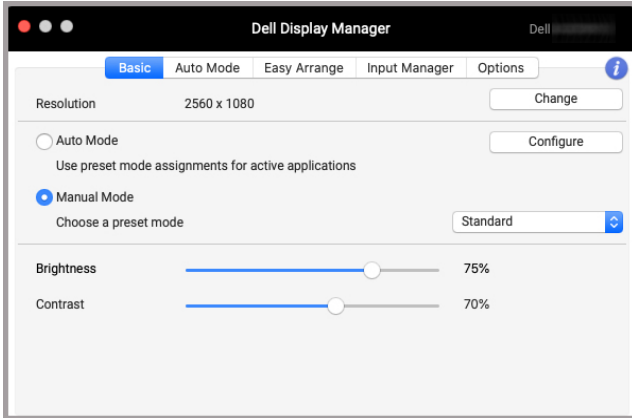 Dell Display Manager Dell
Basic Auto Mode Easy Arrange Input Manager Options i
Resolution 2560 x 1080 Change
Auto Mode Configure
Use preset mode assignments for active applications
Manual Mode
Choose a preset mode Standard
Brightness 75%
Contrast 70%